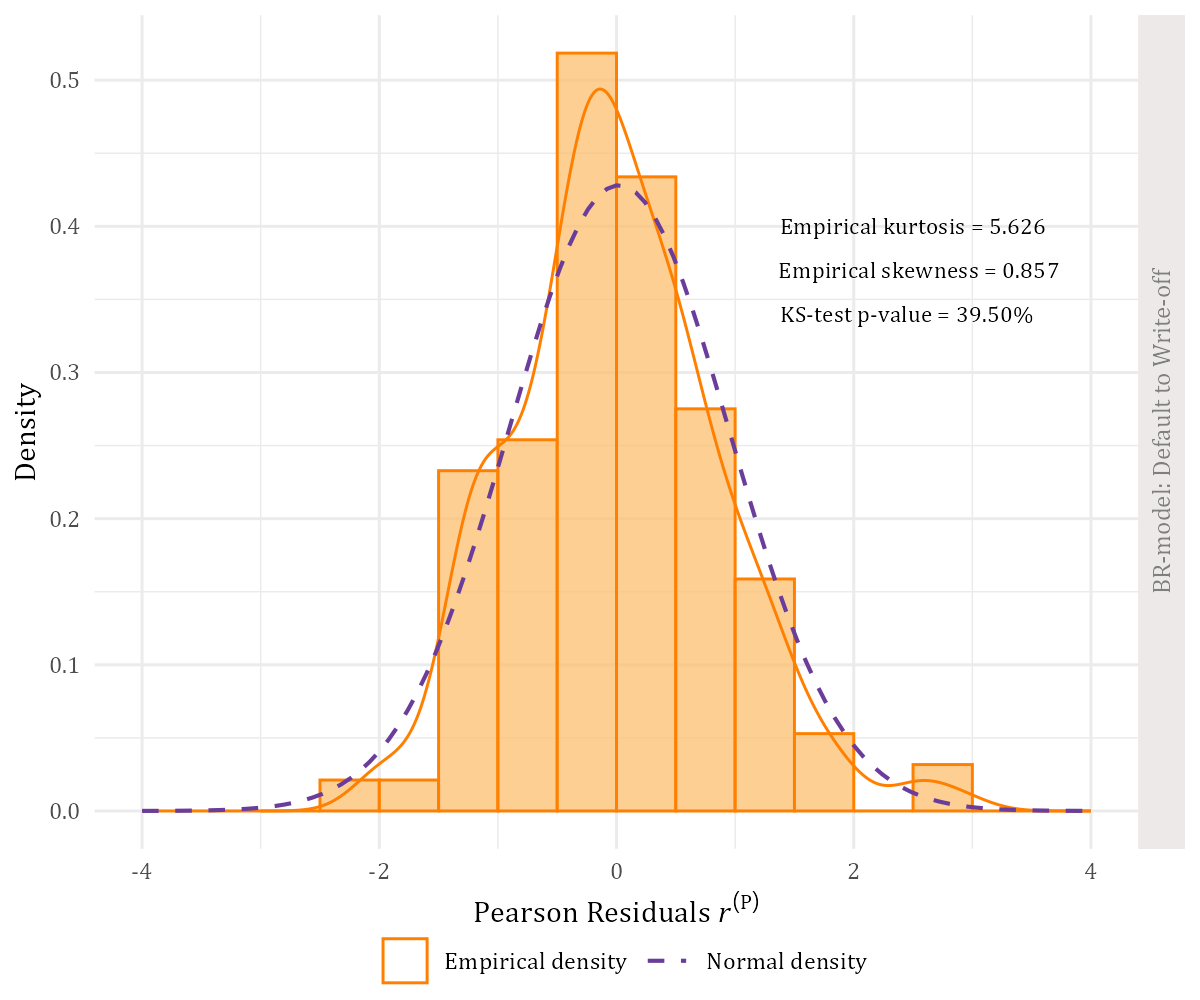 Density
0.5
0.4
0.3
0.2
0.1
0.0
Empirical kurtosis = 5.626
Empirical skewness = 0.857
KS-test p-value = 39.50%
BR-model: Default to Write-off
-4 -2 0 2 4
Pearson Residuals r(P)
Empirical density Normal density